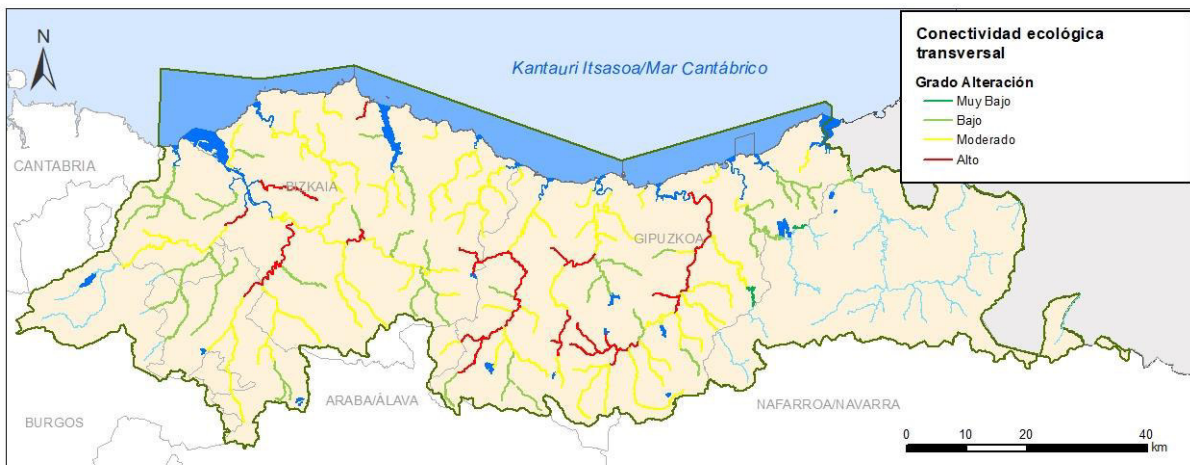 N
Kantauri Itsasoa/Mar Cantábrico
Conectividad ecológica
transversal
Grado Alteración
Muy Bajo
Bajo
Moderado
Alto
CANTABRIA
BIZKAIA
GIPUZKOA
ARABA/ÀLAVA
NAFARROA/NAVARRA
BURGOS
0 10 20 40
km